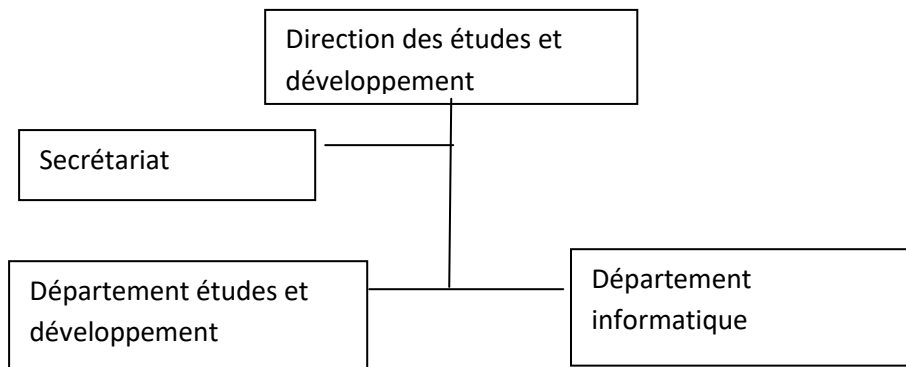 Direction des études et
développement
Secrétariat
Département études et
développement
Département
informatique